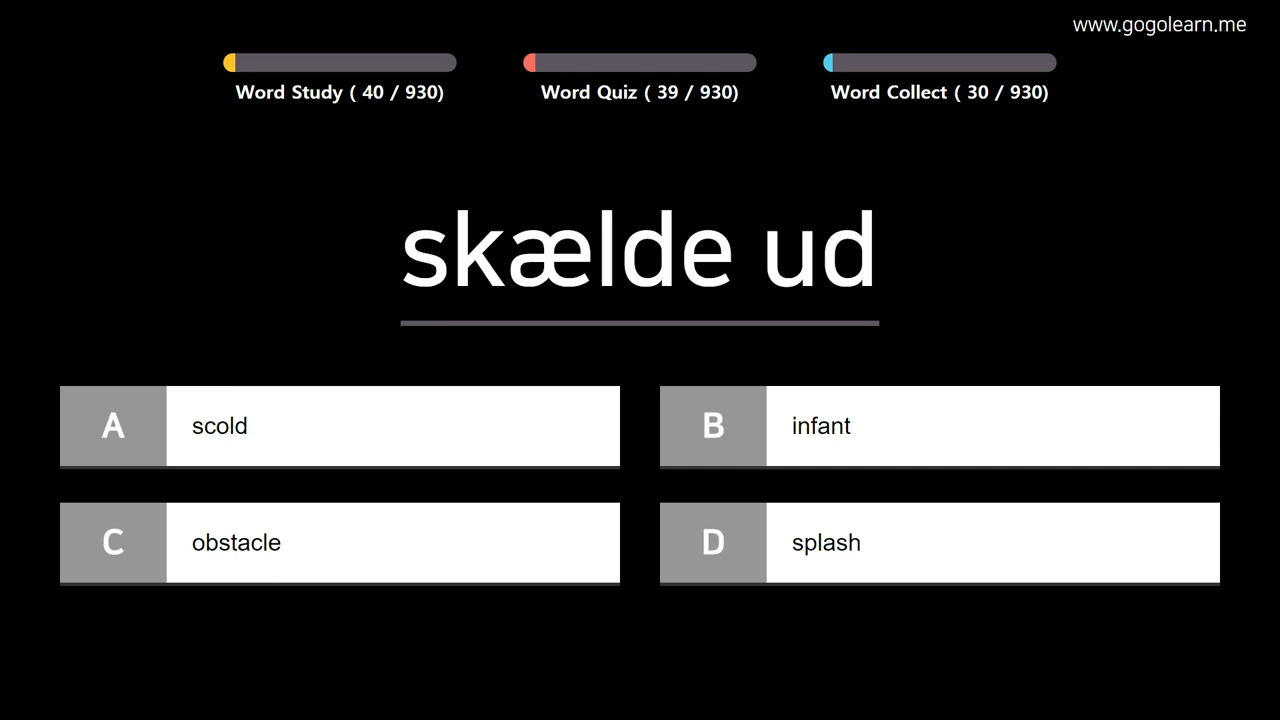 www.gogolearn.me
Word Study ( 40 / 930)
Word Quiz ( 39 / 930)
Word Collect ( 30 / 930)
skælde ud
A
scold
B
infant
C
obstacle
D
splash